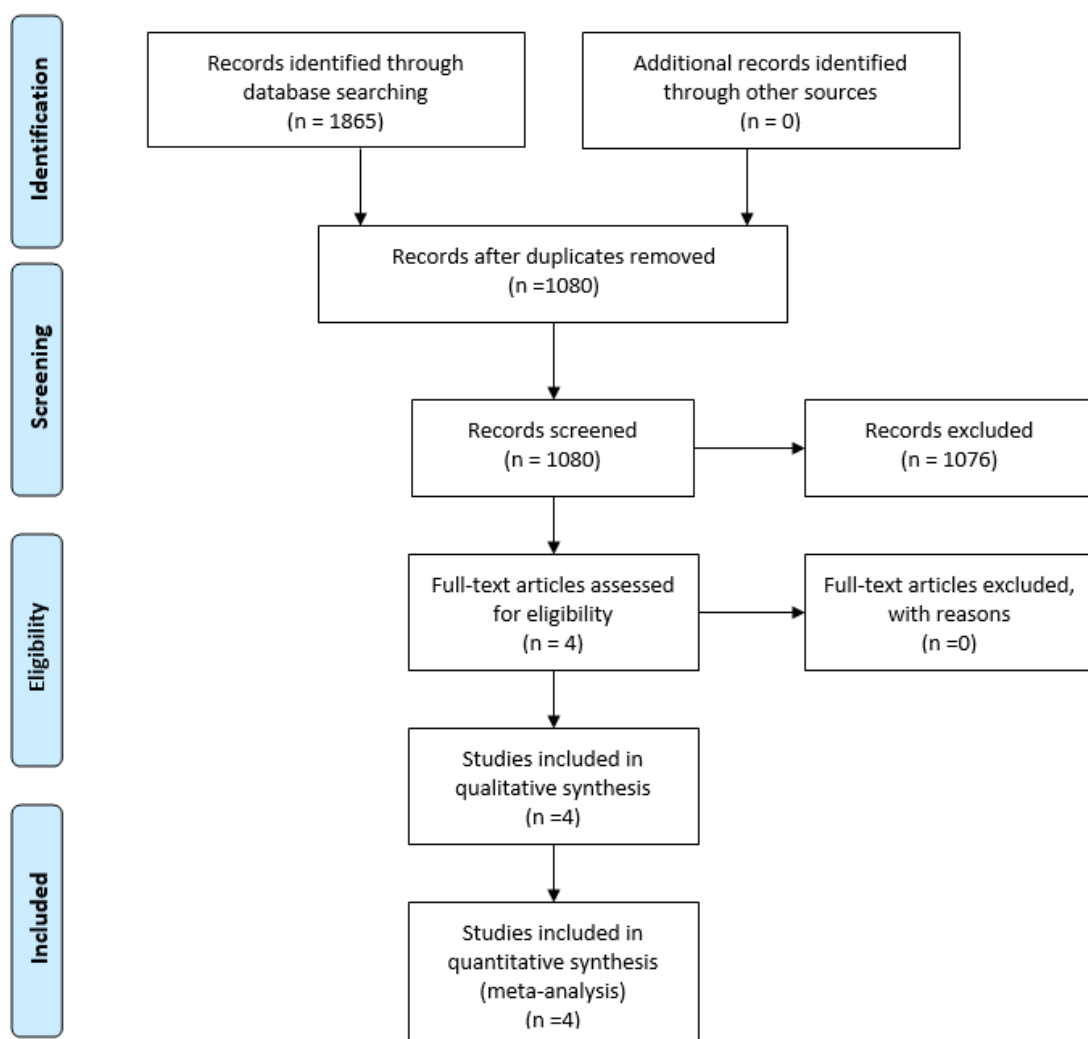 Identification
Records identified through
database searching
(n = 1865)
Additional records identified
through other sources
(n = 0)
Records after duplicates removed
(n =1080)
Screening
Records screened
(n = 1080)
Records excluded
(n = 1076)
Eligibility
Full-text articles assessed
for eligibility
(n = 4)
Full-text articles excluded,
with reasons
(n =0)
Studies included in
qualitative synthesis
(n =4)
Included
Studies included in
quantitative synthesis
(meta-analysis)
(n =4)